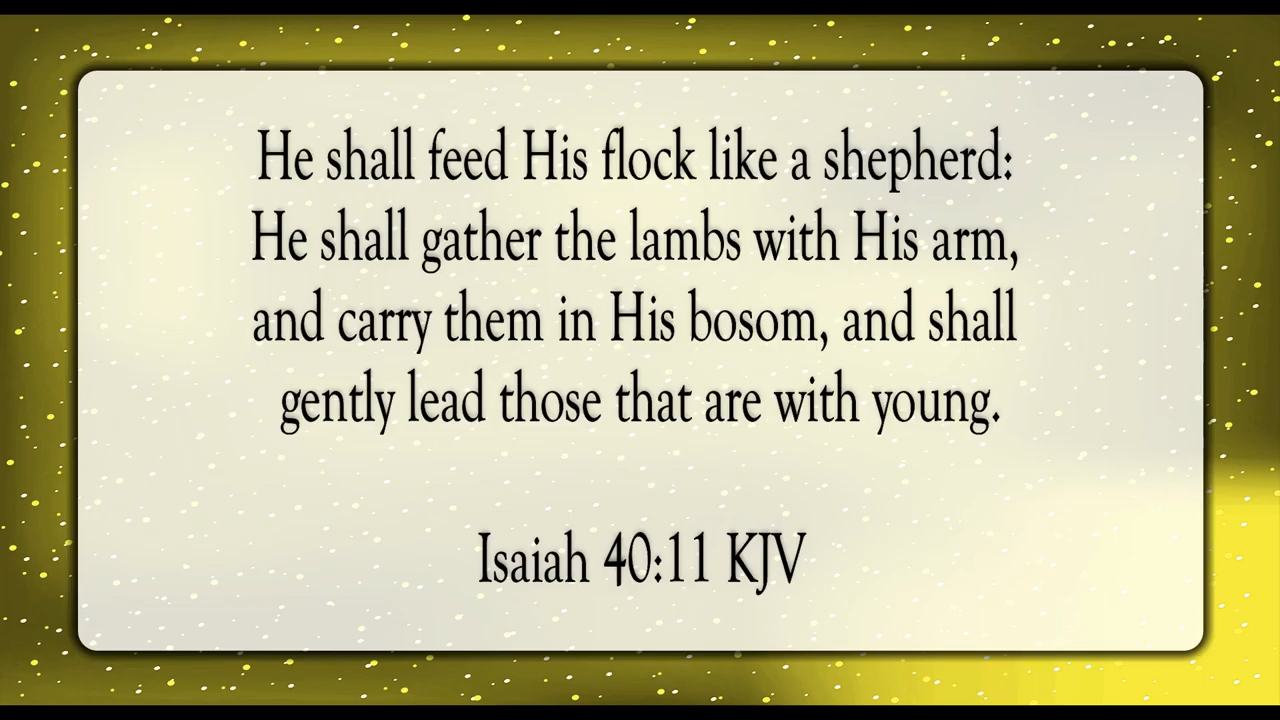 He shall feed His flock like a shepherd:
He shall gather the lambs with His arm,
and carry them in His bosom, and shall
gently lead those that are with young.
Isaiah 40:11 KJV